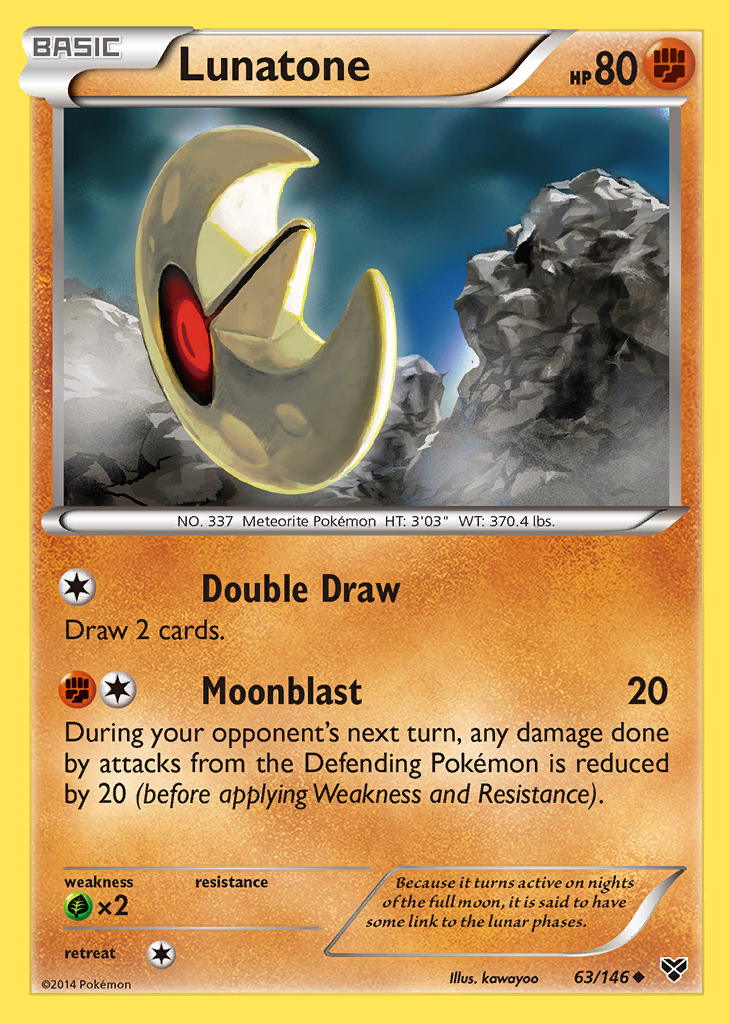 BASIC
Lunatone
HP 80
NO. 337 Meteorite Pokémon HT: 3'03" WT: 370.4 lbs.
Double Draw
Draw 2 cards.
Moonblast 20
During your opponent's next turn, any damage done
by attacks from the Defending Pokémon is reduced
by 20 (before applying Weakness and Resistance).
weakness resistance
×2
retreat
Because it turns active on nights
of the full moon, it is said to have
some link to the lunar phases.
©2014 Pokémon
Illus. kawayoo 63/146